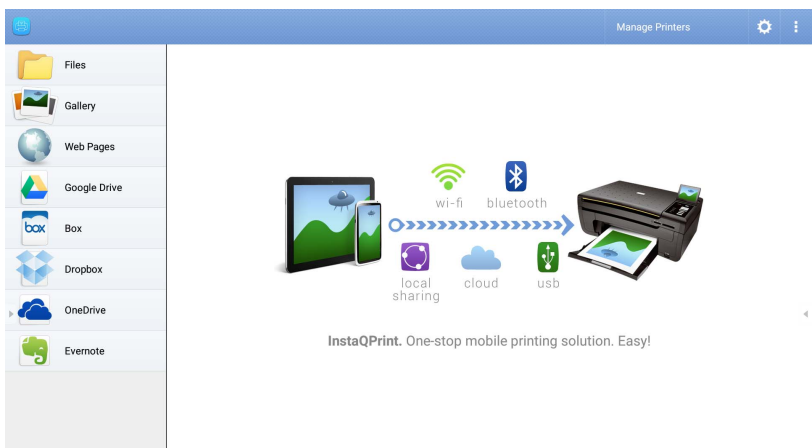 Manage Printers
Files
Gallery
Web Pages
Google Drive
box
Box
Dropbox
OneDrive
Evernote
wi-fi
bluetooth
local
sharing
cloud
usb
InstaQPrint. One-stop mobile printing solution. Easy!